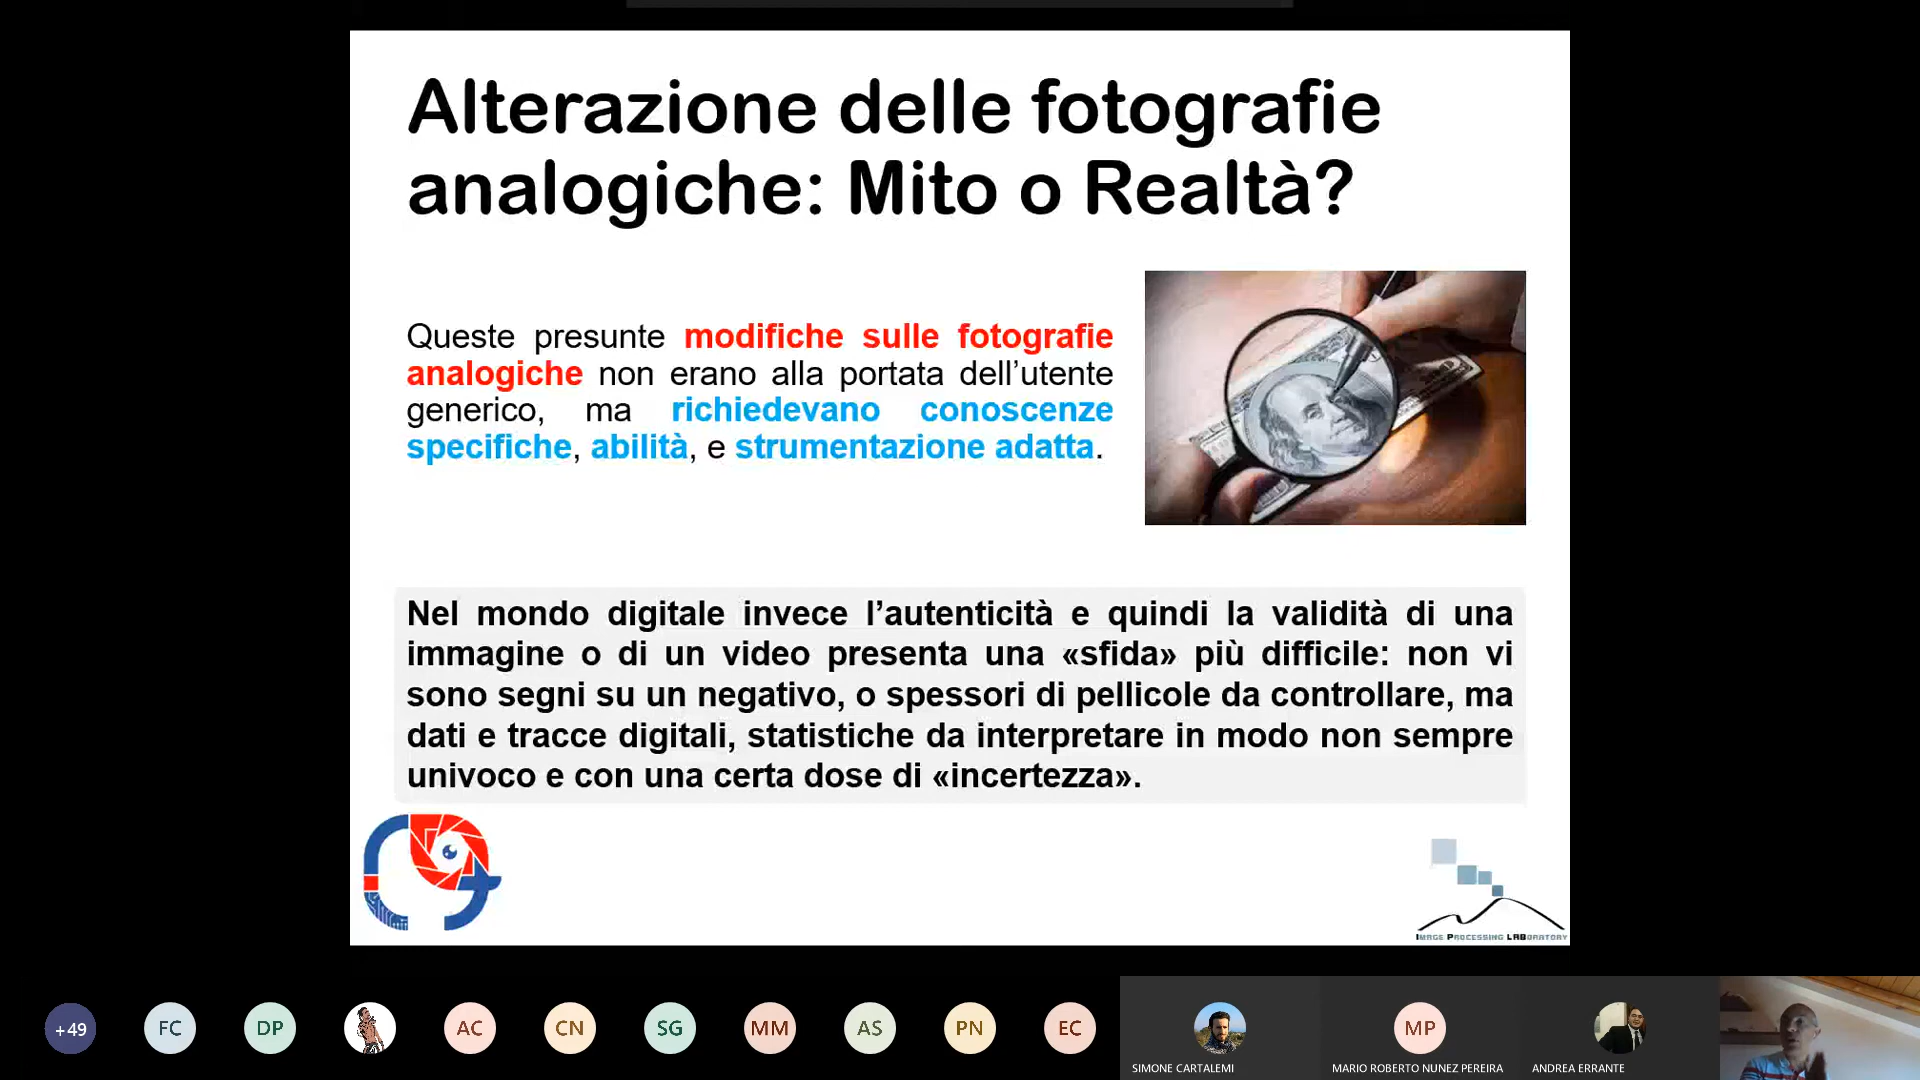 Alterazione delle fotografie
analogiche: Mito o Realtà?
Queste presunte modifiche sulle fotografie
analogiche non erano alla portata dell’utente
generico, ma richiedevano conoscenze
specifiche, abilità, e strumentazione adatta.
Nel mondo digitale invece l’autenticità e quindi la validità di una
immagine o di un video presenta una «sfida» più difficile: non vi
sono segni su un negativo, o spessori di pellicole da controllare, ma
dati e tracce digitali, statistiche da interpretare in modo non sempre
univoco e con una certa dose di «incertezza».
IMAGE PROCESSING LABORATORY
+49
FC
DP
AC
CN
SG
MM
AS
PN
EC
MP
SIMONE CARTALEMI
MARIO ROBERTO NUNEZ PEREIRA
ANDREA ERRANTE